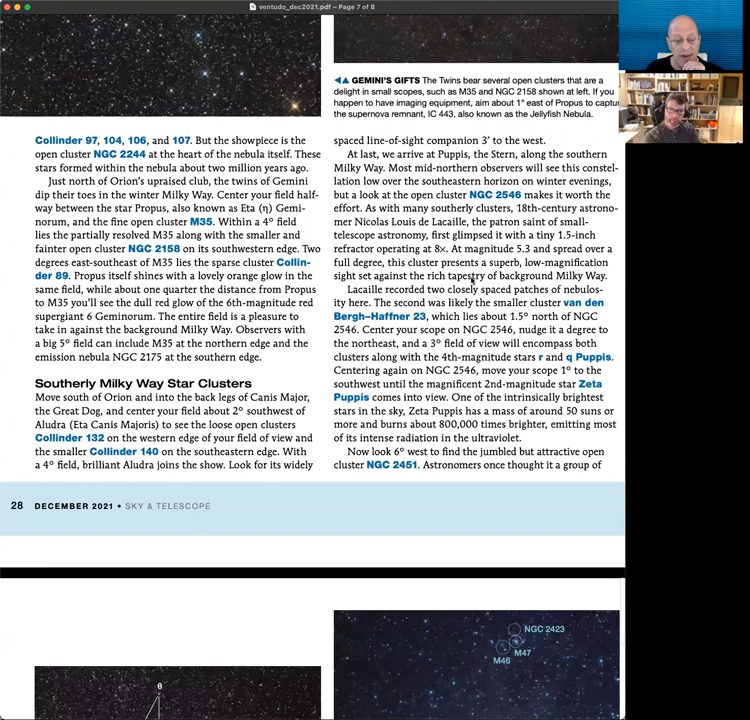 ventudo_dec2021.pdf – Page 7 of 8
◀▲ GEMINI'S GIFTS The Twins bear several open clusters that are a
delight in small scopes, such as M35 and NGC 2158 shown at left. If you
happen to have imaging equipment, aim about 1° east of Propus to captu
the supernova remnant, IC 443, also known as the Jellyfish Nebula.
Collinder 97, 104, 106, and 107. But the showpiece is the
open cluster NGC 2244 at the heart of the nebula itself. These
stars formed within the nebula about two million years ago.
Just north of Orion's upraised club, the twins of Gemini
dip their toes in the winter Milky Way. Center your field half-
way between the star Propus, also known as Eta (η) Gemi-
norum, and the fine open cluster M35. Within a 4° field
lies the partially resolved M35 along with the smaller and
fainter open cluster NGC 2158 on its southwestern edge. Two
degrees east-southeast of M35 lies the sparse cluster Collin-
der 89. Propus itself shines with a lovely orange glow in the
same field, while about one quarter the distance from Propus
to M35 you'll see the dull red glow of the 6th-magnitude red
supergiant 6 Geminorum. The entire field is a pleasure to
take in against the background Milky Way. Observers with
a big 5° field can include M35 at the northern edge and the
emission nebula NGC 2175 at the southern edge.
Southerly Milky Way Star Clusters
Move south of Orion and into the back legs of Canis Major,
the Great Dog, and center your field about 2° southwest of
Aludra (Eta Canis Majoris) to see the loose open clusters
Collinder 132 on the western edge of your field of view and
the smaller Collinder 140 on the southeastern edge. With
a 4° field, brilliant Aludra joins the show. Look for its widely
spaced line-of-sight companion 3′ to the west.
At last, we arrive at Puppis, the Stern, along the southern
Milky Way. Most mid-northern observers will see this constel-
lation low over the southeastern horizon on winter evenings,
but a look at the open cluster NGC 2546 makes it worth the
effort. As with many southerly clusters, 18th-century astrono-
mer Nicolas Louis de Lacaille, the patron saint of small-
telescope astronomy, first glimpsed it with a tiny 1.5-inch
refractor operating at 8×. At magnitude 5.3 and spread over a
full degree, this cluster presents a superb, low-magnification
sight set against the rich tapestry of background Milky Way.
Lacaille recorded two closely spaced patches of nebulos-
ity here. The second was likely the smaller cluster van den
Bergh–Haffner 23, which lies about 1.5° north of NGC
2546. Center your scope on NGC 2546, nudge it a degree to
the northeast, and a 3° field of view will encompass both
clusters along with the 4th-magnitude stars r and q Puppis.
Centering again on NGC 2546, move your scope 1° to the
southwest until the magnificent 2nd-magnitude star Zeta
Puppis comes into view. One of the intrinsically brightest
stars in the sky, Zeta Puppis has a mass of around 50 suns or
more and burns about 800,000 times brighter, emitting most
of its intense radiation in the ultraviolet.
Now look 6° west to find the jumbled but attractive open
cluster NGC 2451. Astronomers once thought it a group of
28 DECEMBER 2021 • SKY & TELESCOPE
NGC 2423
M47
M46
θ